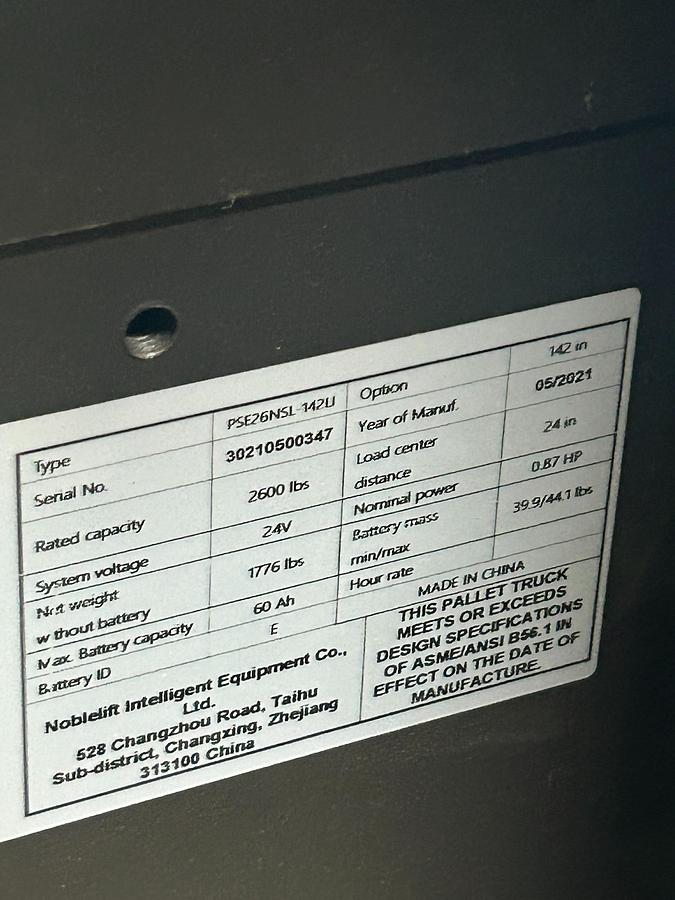 Type PSE26NSL-142LI Option 142 in
Serial No. 30210500347 Year of Manuf. 05/2021
Rated capacity 2600 lbs Load center distance 24 in
System voltage 24V Nominal power 0.87 HP
Net weight without battery 1776 lbs Battery mass min/max 39.9/44.1 lbs
Max. Battery capacity 60 Ah Hour rate
Battery ID E
Noblelift Intelligent Equipment Co.,
Ltd.
528 Changzhou Road, Taihu
Sub-district, Changxing, Zhejiang
313100 China
MADE IN CHINA
THIS PALLET TRUCK
MEETS OR EXCEEDS
DESIGN SPECIFICATIONS
OF ASME/ANSI B56.1 IN
EFFECT ON THE DATE OF
MANUFACTURE.